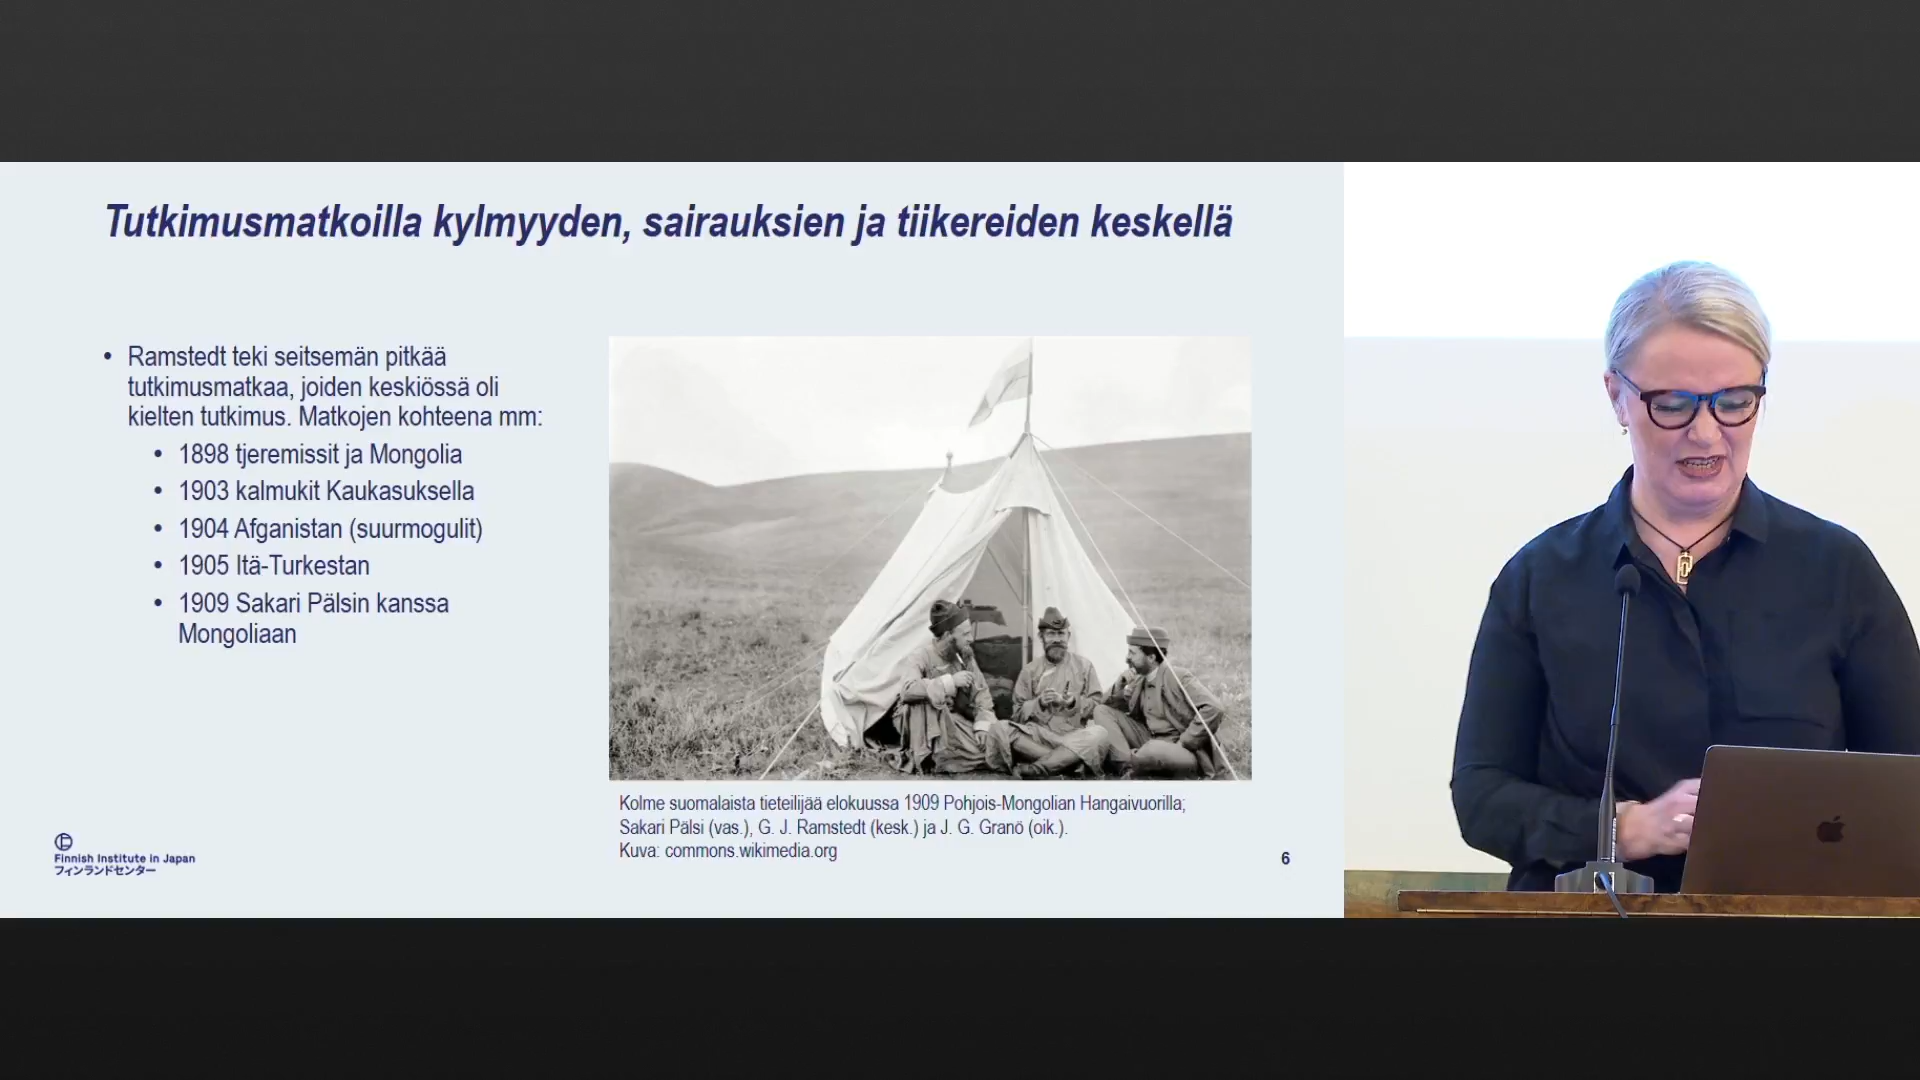 Tutkimusmatkoilla kylmyyden, sairauksien ja tiikereiden keskellä
• Ramstedt teki seitsemän pitkää
tutkimusmatkaa, joiden keskiössä oli
kielten tutkimus. Matkojen kohteena mm:
• 1898 tjeremissit ja Mongolia
• 1903 kalmukit Kaukasuksella
• 1904 Afganistan (suurmogulit)
• 1905 Itä-Turkestan
• 1909 Sakari Pälsin kanssa
Mongoliaan
Kolme suomalaista tieteilijää elokuussa 1909 Pohjois-Mongolian Hangaivuorilla;
Sakari Pälsi (vas.), G. J. Ramstedt (kesk.) ja J. G. Granö (oik.).
Kuva: commons.wikimedia.org
Finnish Institute in Japan
フィンランドセンター
6